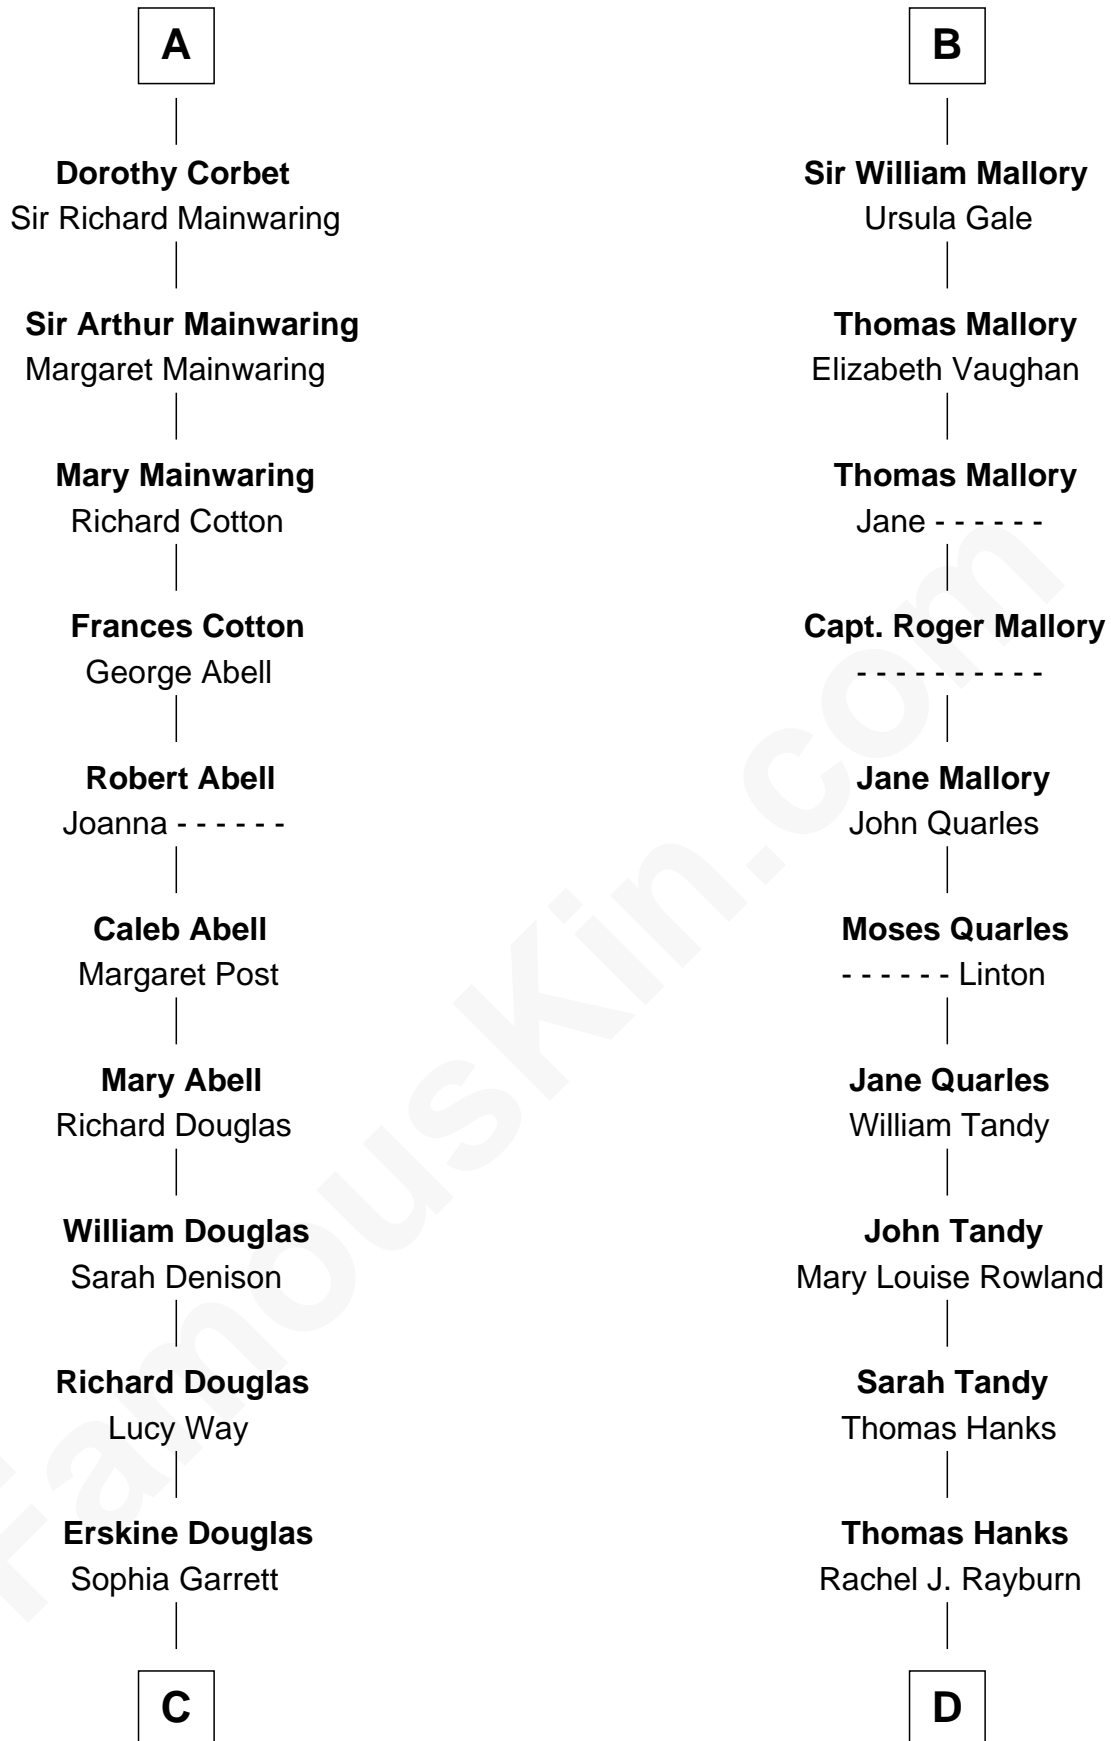 A
Dorothy Corbet
Sir Richard Mainwaring
Sir Arthur Mainwaring
Margaret Mainwaring
Mary Mainwaring
Richard Cotton
Frances Cotton
George Abell
Robert Abell
Joanna - - - - - -
Caleb Abell
Margaret Post
Mary Abell
Richard Douglas
William Douglas
Sarah Denison
Richard Douglas
Lucy Way
Erskine Douglas
Sophia Garrett
C
B
Sir William Mallory
Ursula Gale
Thomas Mallory
Elizabeth Vaughan
Thomas Mallory
Jane - - - - - -
Capt. Roger Mallory
- - - - - - - - - -
Jane Mallory
John Quarles
Moses Quarles
- - - - - - Linton
Jane Quarles
William Tandy
John Tandy
Mary Louise Rowland
Sarah Tandy
Thomas Hanks
Thomas Hanks
Rachel J. Rayburn
D
FamousKin.com